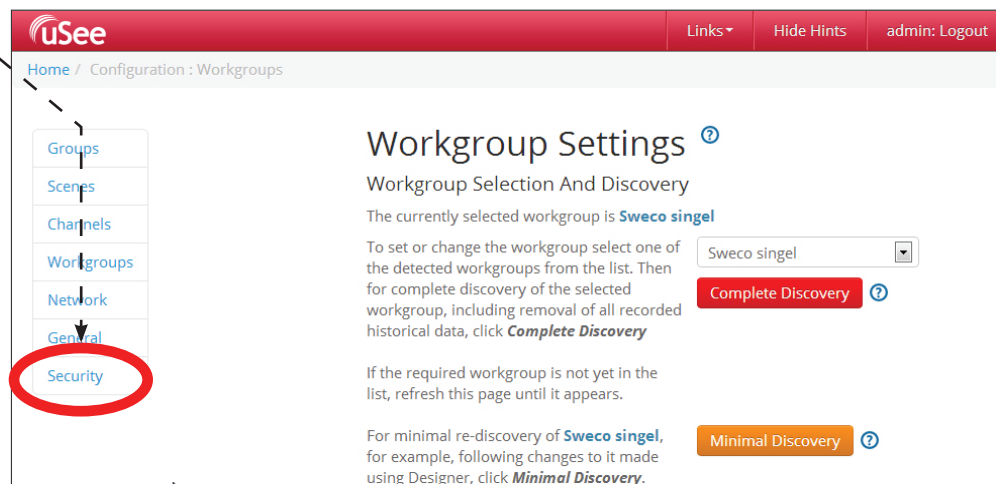 uSee
Links
Hide Hints
admin: Logout
Home / Configuration : Workgroups
Groups
Scenes
Channels
Workgroups
Network
General
Security
Workgroup Settings ?
Workgroup Selection And Discovery
The currently selected workgroup is Sweco singel
To set or change the workgroup select one of
the detected workgroups from the list. Then
for complete discovery of the selected
workgroup, including removal of all recorded
historical data, click Complete Discovery
Sweco singel
Complete Discovery ?
If the required workgroup is not yet in the
list, refresh this page until it appears.
For minimal re-discovery of Sweco singel,
for example, following changes to it made
using Designer, click Minimal Discovery.
Minimal Discovery ?